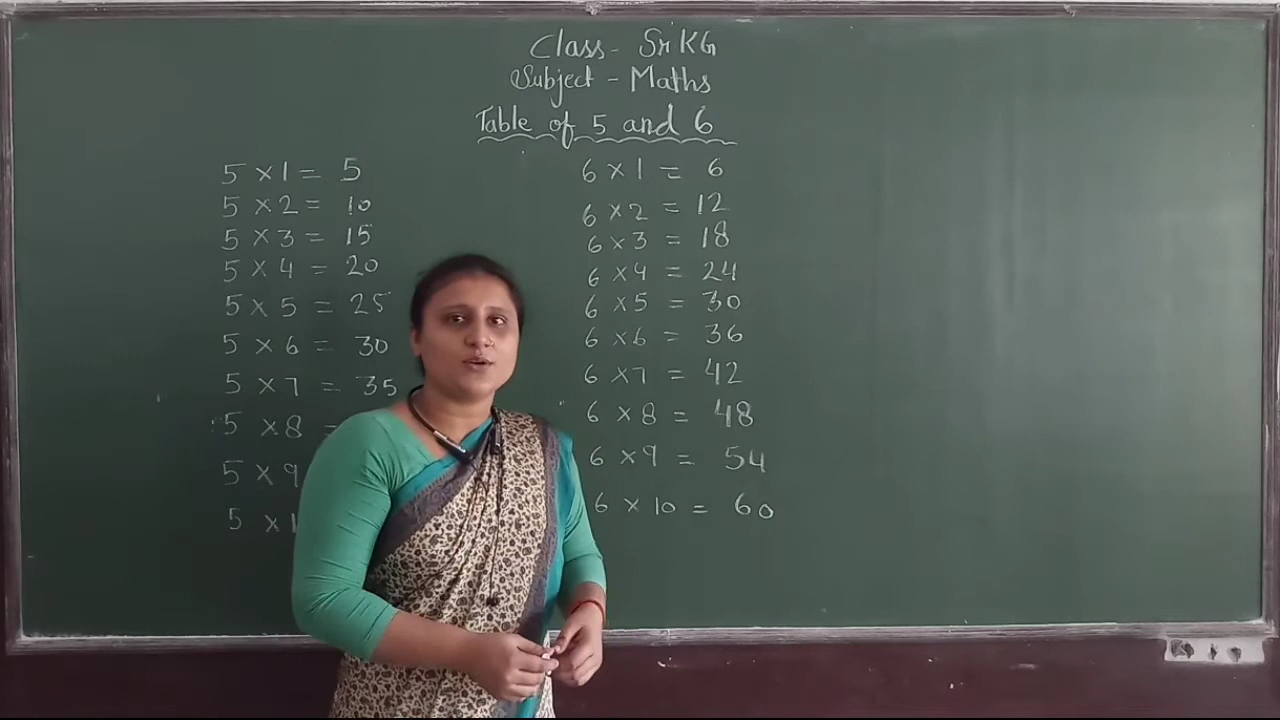 Class - Sr KG
Subject - Maths
Table of 5 and 6
5 × 1 = 5
5 × 2 = 10
5 × 3 = 15
5 × 4 = 20
5 × 5 = 25
5 × 6 = 30
5 × 7 = 35
5 × 8 =
5 × 9
5 × 1
6 × 1 = 6
6 × 2 = 12
6 × 3 = 18
6 × 4 = 24
6 × 5 = 30
6 × 6 = 36
6 × 7 = 42
6 × 8 = 48
6 × 9 = 54
6 × 10 = 60